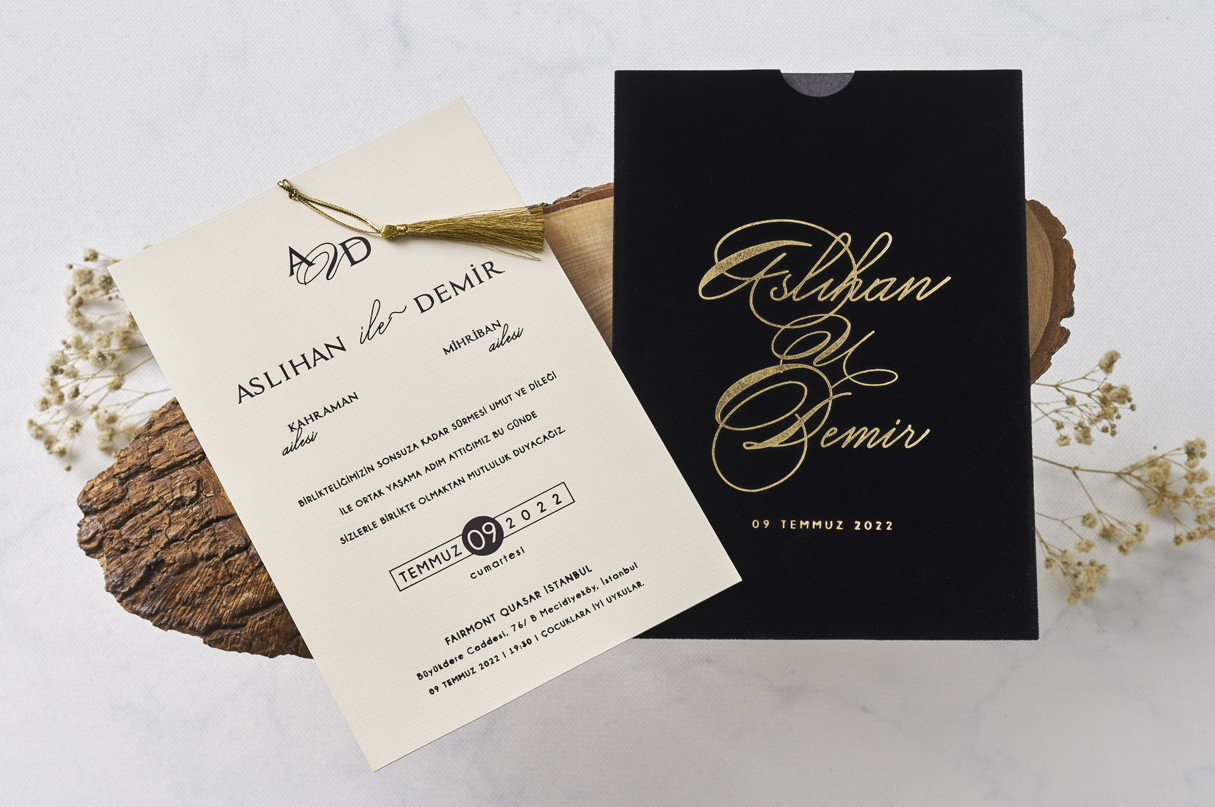 A&D
ASLIHAN ile DEMİR
KAHRAMAN
ailesi
MİHRİBAN
ailesi
BİRLİKTELİĞİMİZİN SONSUZA KADAR SÜRMESİ UMUT VE DİLEĞİ
İLE ORTAK YAŞAMA ADIM ATTIĞIMIZ BU GÜNDE
SİZLERLE BİRLİKTE OLMAKTAN MUTLULUK DUYACAĞIZ
TEMMUZ 09 2022
cumartesi
FAIRMONT QUASAR İSTANBUL
Büyükdere Caddesi, 76/ B Mecidiyeköy, İstanbul
09 TEMMUZ 2022 | 19:30 | ÇOCUKLARA İYİ UYKULAR.
Aslıhan
&
Demir
09 TEMMUZ 2022